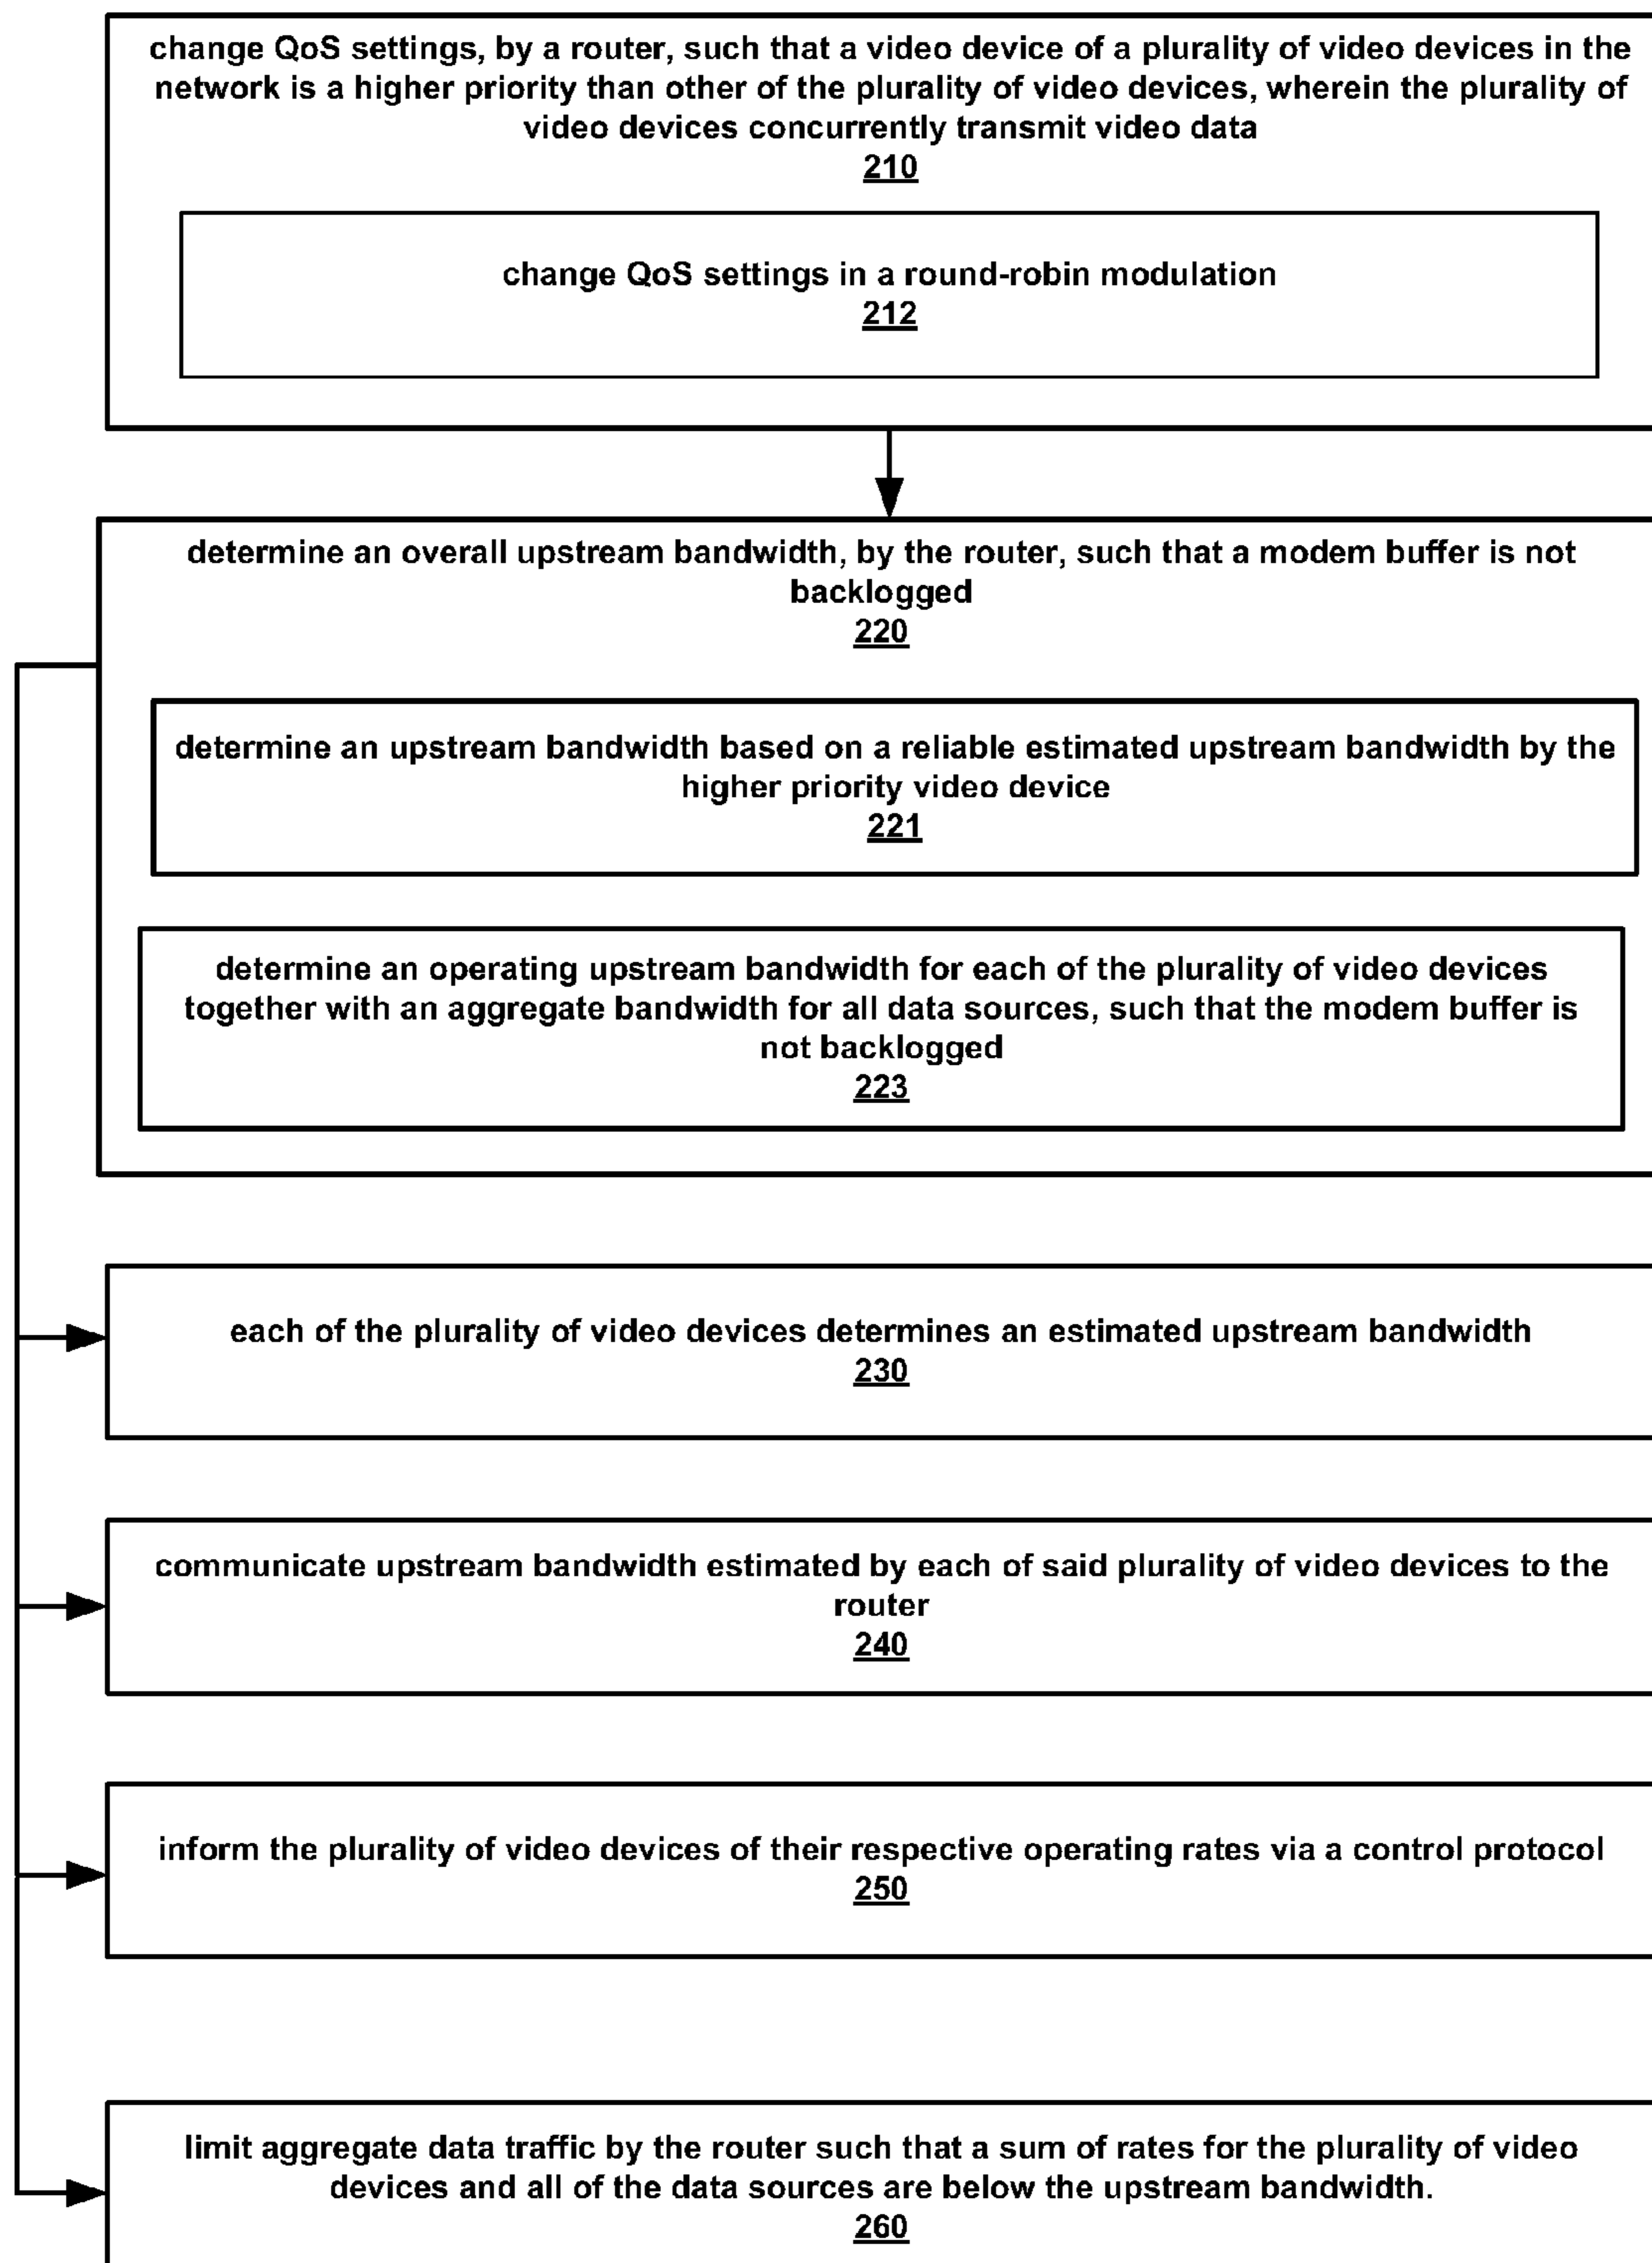 change QoS settings, by a router, such that a video device of a plurality of video devices in the
network is a higher priority than other of the plurality of video devices, wherein the plurality of
video devices concurrently transmit video data
210
change QoS settings in a round-robin modulation
212
determine an overall upstream bandwidth, by the router, such that a modem buffer is not
backlogged
220
determine an upstream bandwidth based on a reliable estimated upstream bandwidth by the
higher priority video device
221
determine an operating upstream bandwidth for each of the plurality of video devices
together with an aggregate bandwidth for all data sources, such that the modem buffer is
not backlogged
223
each of the plurality of video devices determines an estimated upstream bandwidth
230
communicate upstream bandwidth estimated by each of said plurality of video devices to the
router
240
inform the plurality of video devices of their respective operating rates via a control protocol
250
limit aggregate data traffic by the router such that a sum of rates for the plurality of video
devices and all of the data sources are below the upstream bandwidth.
260